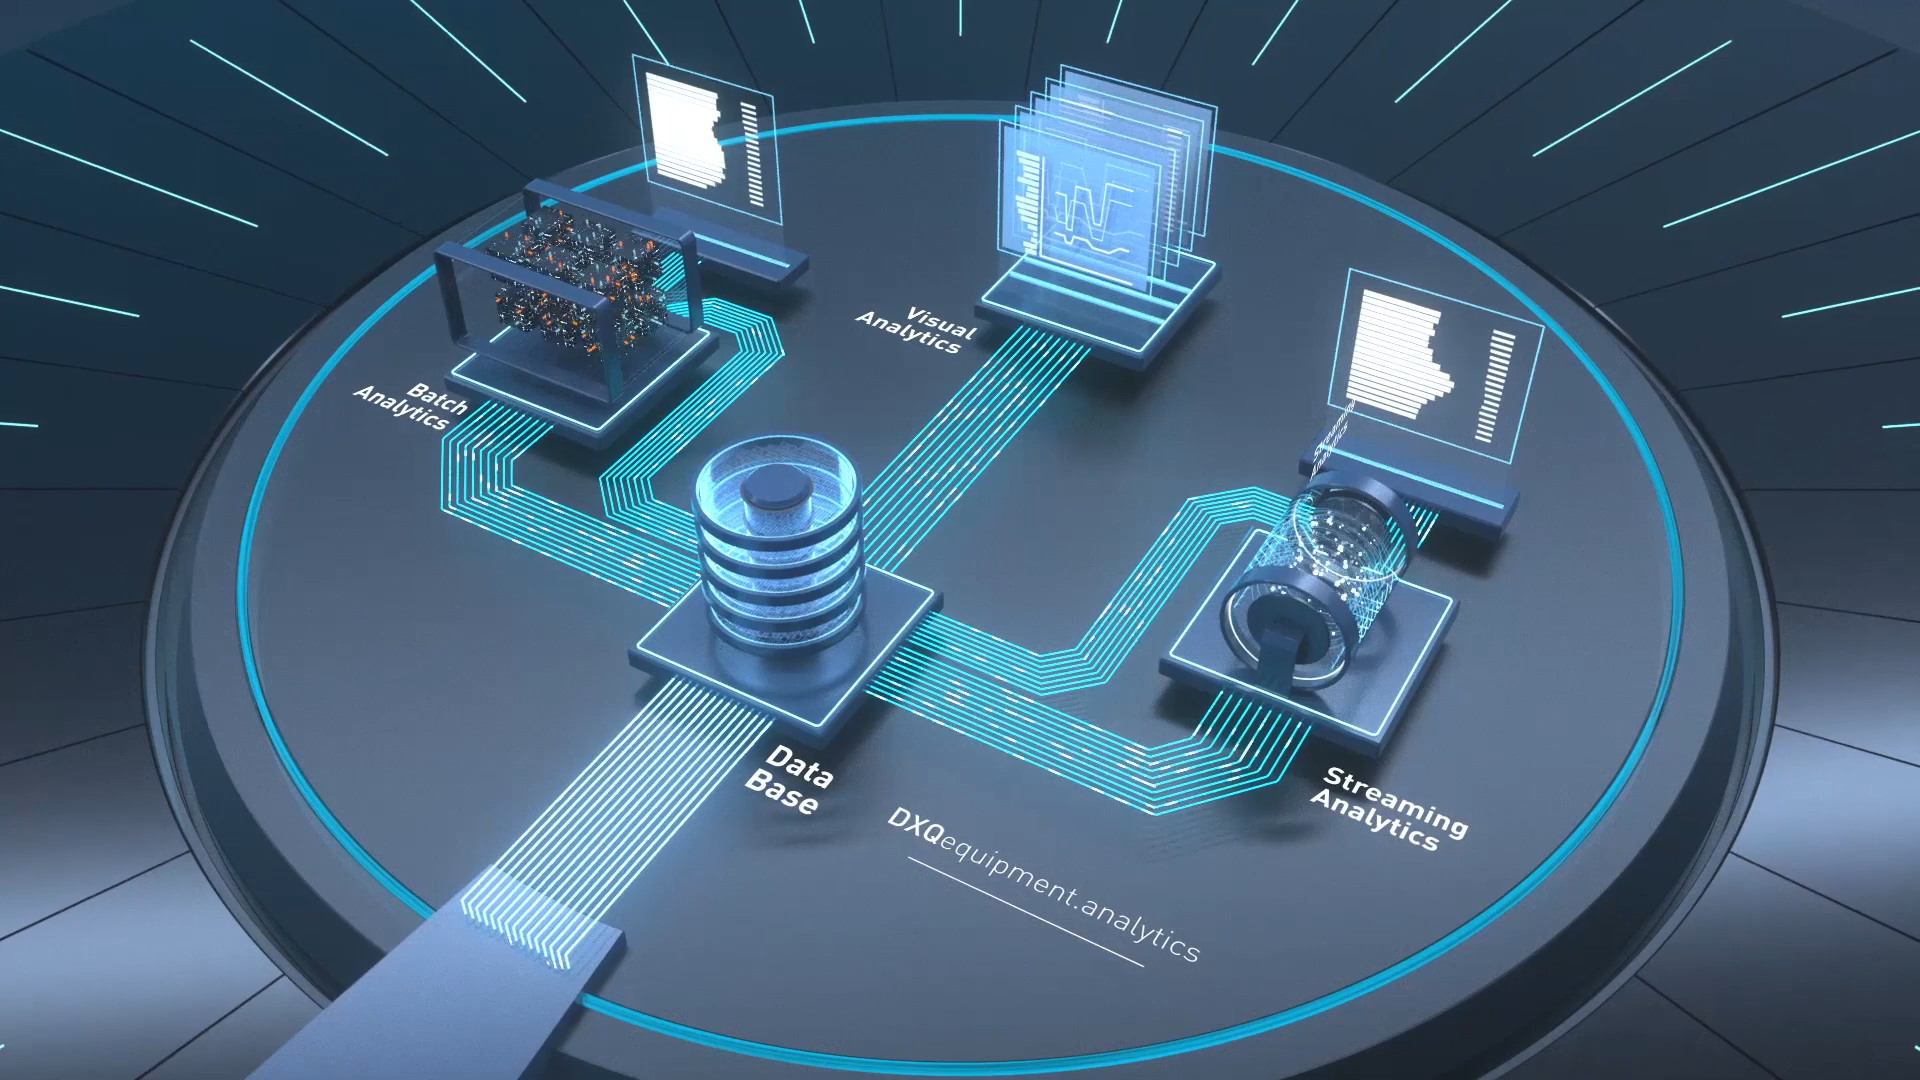 Visual
Analytics
Batch
Analytics
Data
Base
Streaming
Analytics
DXQequipment.analytics